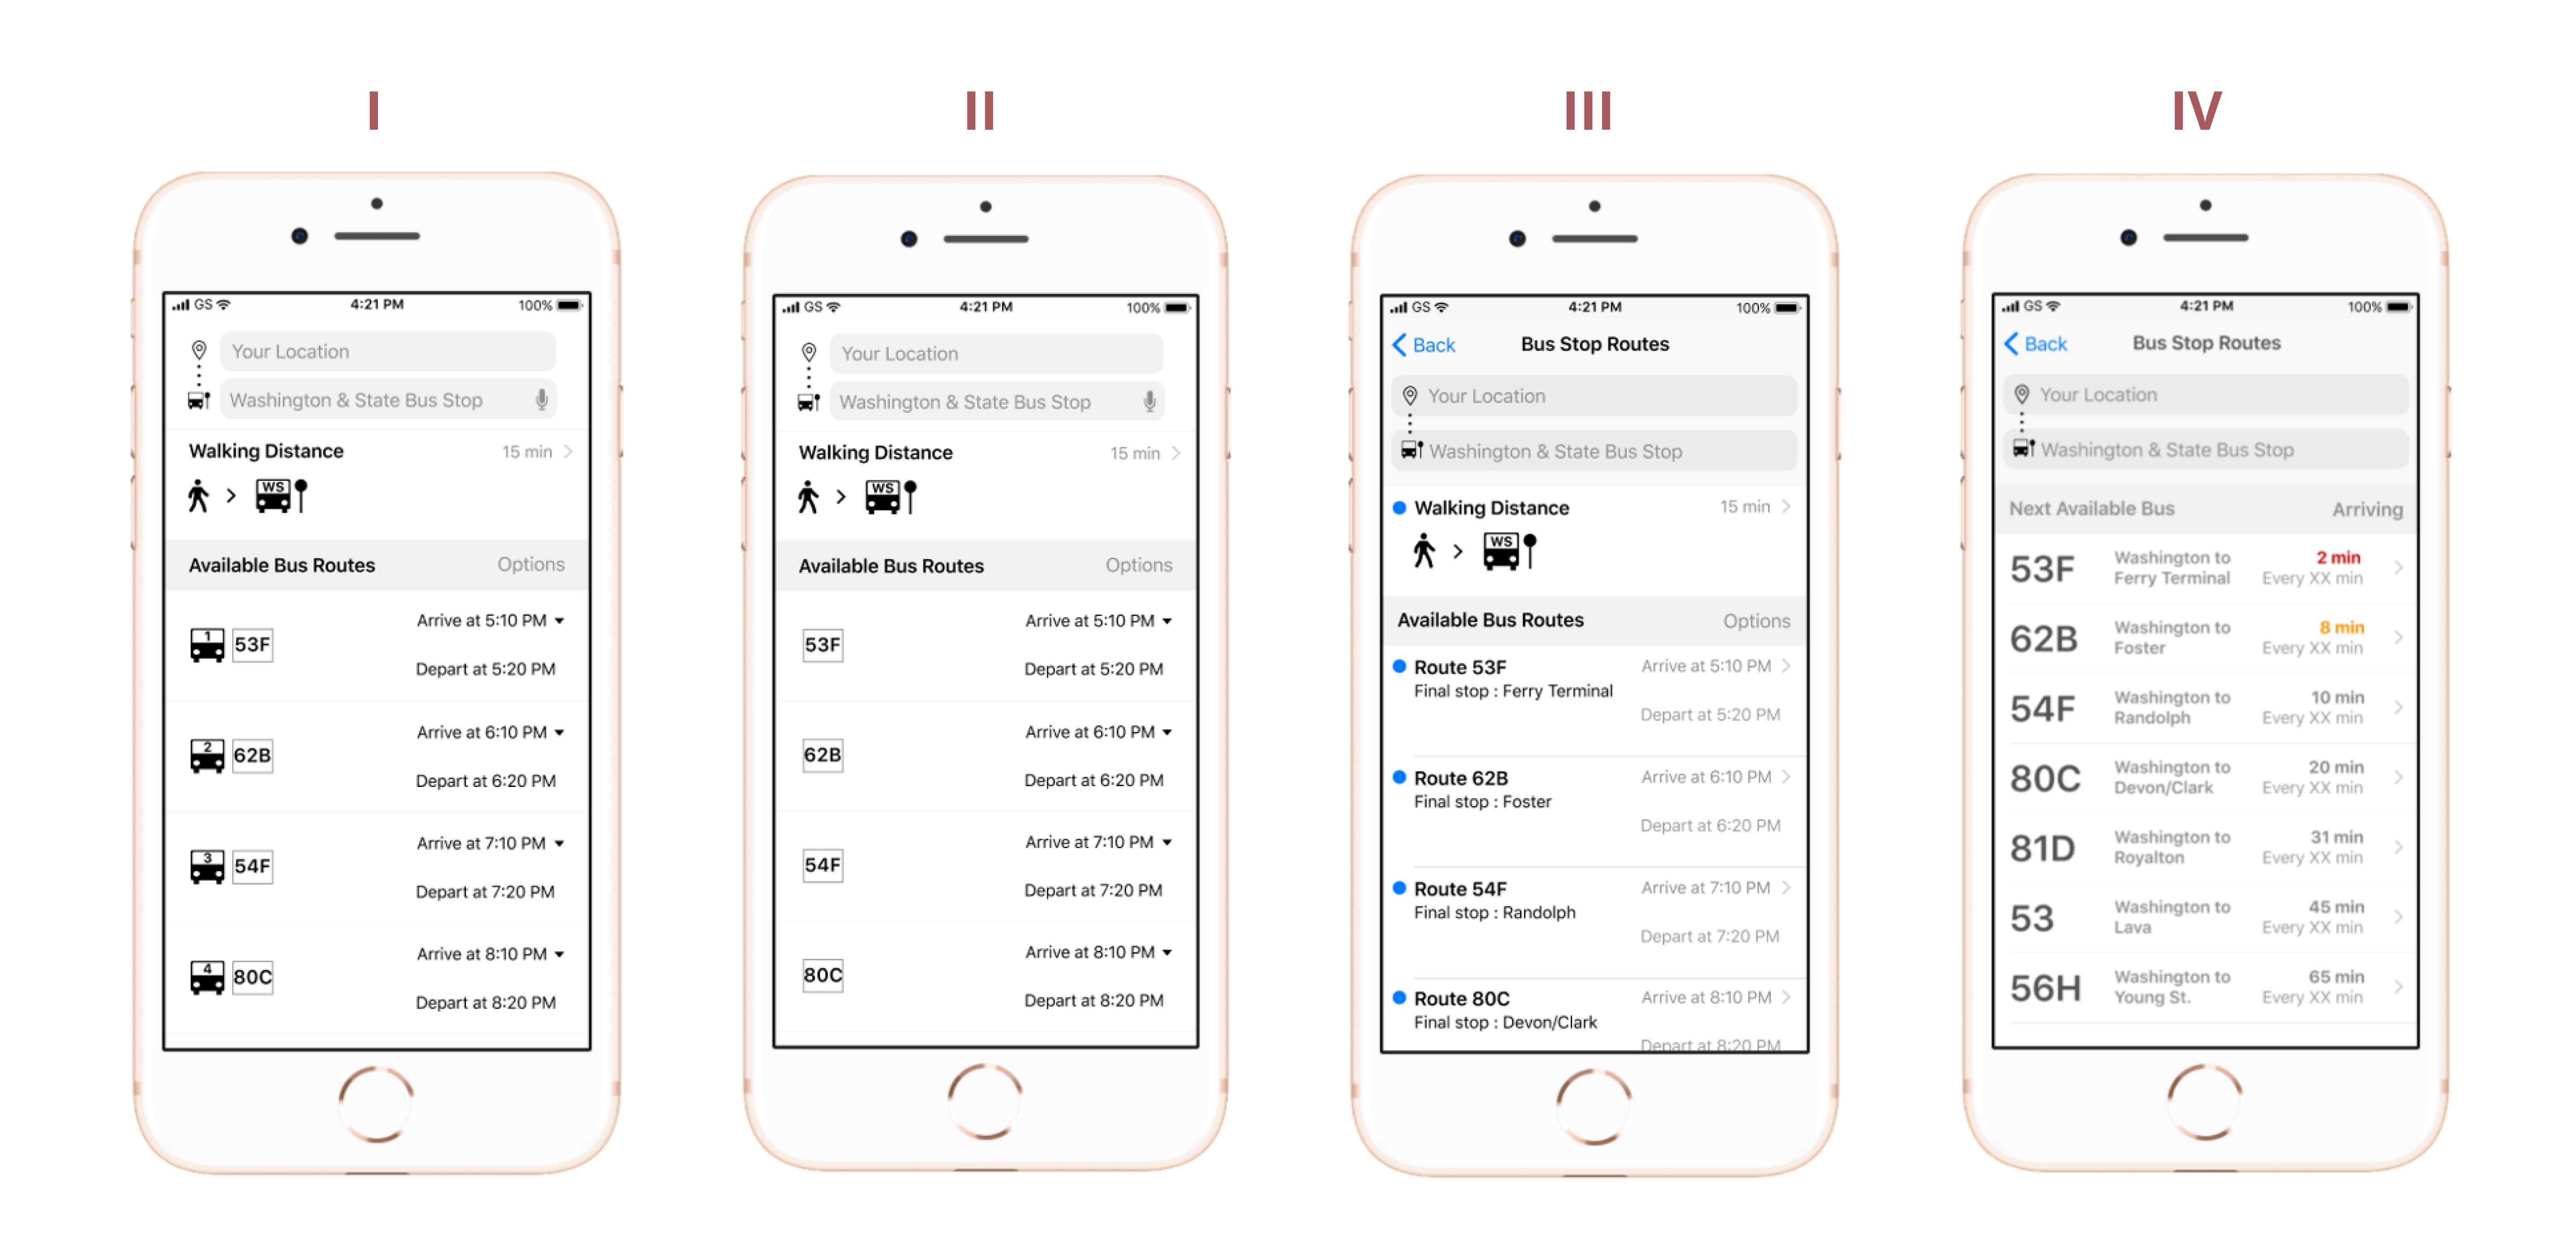 I
GS 4:21 PM 100%
Your Location
Washington & State Bus Stop
Walking Distance 15 min >
> WS
Available Bus Routes Options
1 53F Arrive at 5:10 PM
Depart at 5:20 PM
2 62B Arrive at 6:10 PM
Depart at 6:20 PM
3 54F Arrive at 7:10 PM
Depart at 7:20 PM
4 80C Arrive at 8:10 PM
Depart at 8:20 PM
II
GS 4:21 PM 100%
Your Location
Washington & State Bus Stop
Walking Distance 15 min >
> WS
Available Bus Routes Options
53F Arrive at 5:10 PM
Depart at 5:20 PM
62B Arrive at 6:10 PM
Depart at 6:20 PM
54F Arrive at 7:10 PM
Depart at 7:20 PM
80C Arrive at 8:10 PM
Depart at 8:20 PM
III
GS 4:21 PM 100%
Back Bus Stop Routes
Your Location
Washington & State Bus Stop
Walking Distance 15 min >
> WS
Available Bus Routes Options
Route 53F Arrive at 5:10 PM >
Final stop : Ferry Terminal
Depart at 5:20 PM
Route 62B Arrive at 6:10 PM >
Final stop : Foster
Depart at 6:20 PM
Route 54F Arrive at 7:10 PM >
Final stop : Randolph
Depart at 7:20 PM
Route 80C Arrive at 8:10 PM >
Final stop : Devon/Clark
Depart at 8:20 PM
IV
GS 4:21 PM 100%
Back Bus Stop Routes
Your Location
Washington & State Bus Stop
Next Available Bus Arriving
53F Washington to 2 min
Ferry Terminal Every XX min
62B Washington to 8 min
Foster Every XX min
54F Washington to 10 min
Randolph Every XX min
80C Washington to 20 min
Devon/Clark Every XX min
81D Washington to 31 min
Royalton Every XX min
53 Washington to 45 min
Lava Every XX min
56H Washington to 65 min
Young St. Every XX min